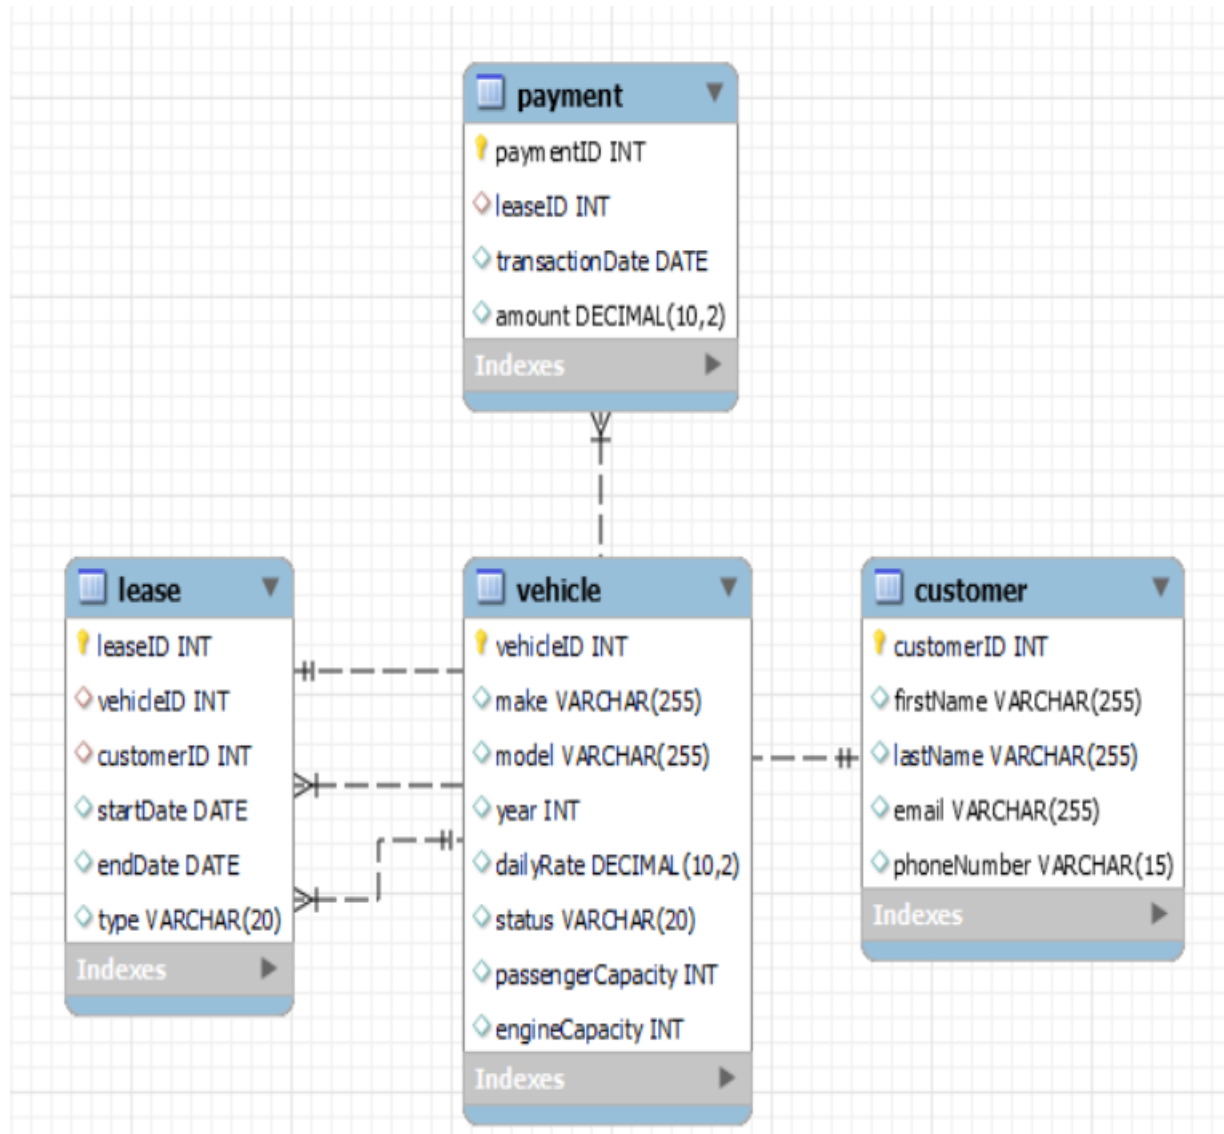 payment
paymentID INT
leaseID INT
transactionDate DATE
amount DECIMAL(10,2)
Indexes
lease
leaseID INT
vehicleID INT
customerID INT
startDate DATE
endDate DATE
type VARCHAR(20)
Indexes
vehicle
vehicleID INT
make VARCHAR(255)
model VARCHAR(255)
year INT
dailyRate DECIMAL(10,2)
status VARCHAR(20)
passengerCapacity INT
engineCapacity INT
Indexes
customer
customerID INT
firstName VARCHAR(255)
lastName VARCHAR(255)
email VARCHAR(255)
phoneNumber VARCHAR(15)
Indexes